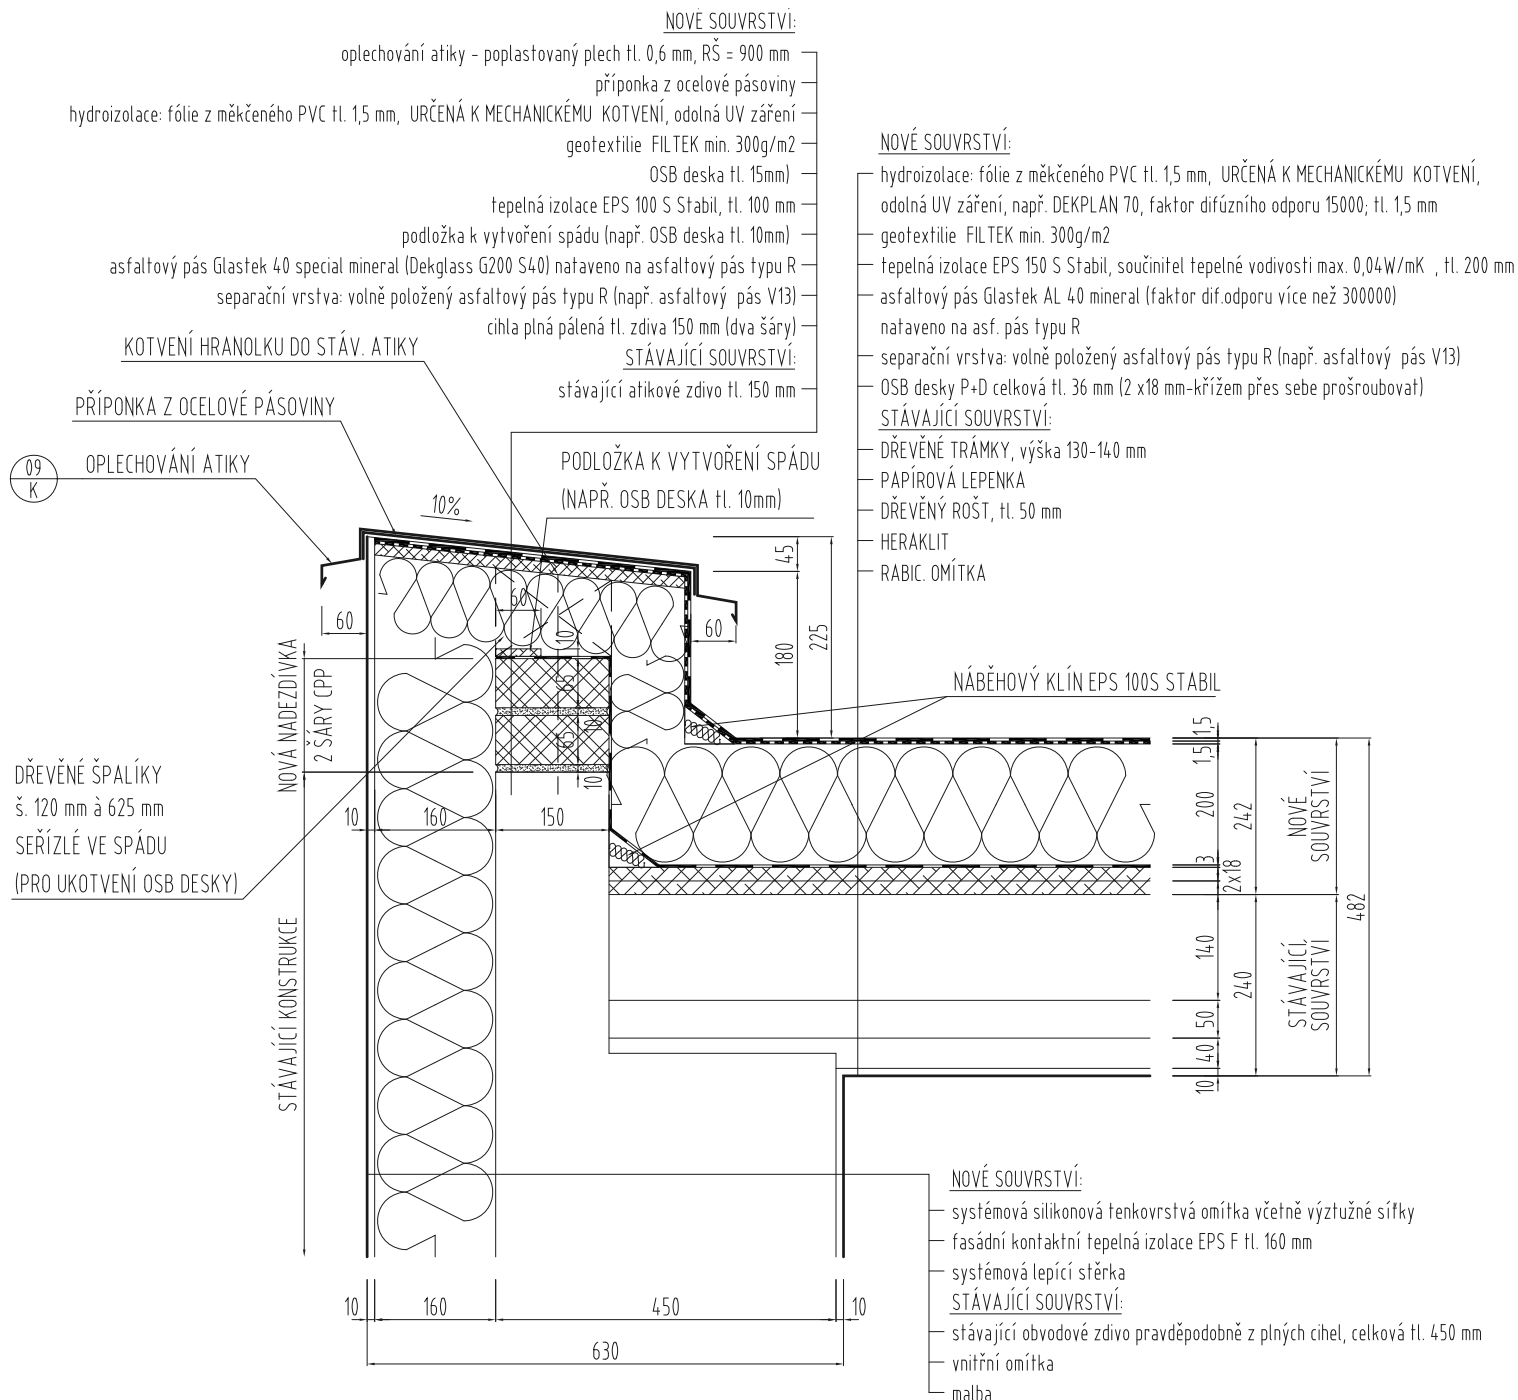 NOVÉ SOUVRSTVÍ:
oplechování atiky - poplastovaný plech tl. 0,6 mm, RŠ = 900 mm
příponka z ocelové pásoviny
hydroizolace: fólie z měkčeného PVC tl. 1,5 mm, URČENÁ K MECHANICKÉMU KOTVENÍ, odolná UV záření
geotextilie FILTEK min. 300g/m2
OSB deska tl. 15mm)
tepelná izolace EPS 100 S Stabil, tl. 100 mm
podložka k vytvoření spádu (např. OSB deska tl. 10mm)
asfaltový pás Glastek 40 special mineral (Dekglass G200 S40) nataveno na asfaltový pás typu R
separační vrstva: volně položený asfaltový pás typu R (např. asfaltový pás V13)
cihla plná pálená tl. zdiva 150 mm (dva šáry)
STÁVAJÍCÍ SOUVRSTVÍ:
stávající atikové zdivo tl. 150 mm
NOVÉ SOUVRSTVÍ:
hydroizolace: fólie z měkčeného PVC tl. 1,5 mm, URČENÁ K MECHANICKÉMU KOTVENÍ,
odolná UV záření, např. DEKPLAN 70, faktor difúzního odporu 15000; tl. 1,5 mm
geotextilie FILTEK min. 300g/m2
tepelná izolace EPS 150 S Stabil, součinitel tepelné vodivosti max. 0,04W/mK , tl. 200 mm
asfaltový pás Glastek AL 40 mineral (faktor dif.odporu více než 300000)
nataveno na asf. pás typu R
separační vrstva: volně položený asfaltový pás typu R (např. asfaltový pás V13)
OSB desky P+D celková tl. 36 mm (2 x18 mm-křížem přes sebe prošroubovat)
STÁVAJÍCÍ SOUVRSTVÍ:
DŘEVĚNÉ TRÁMKY, výška 130-140 mm
PAPÍROVÁ LEPENKA
DŘEVĚNÝ ROŠT, tl. 50 mm
HERAKLIT
RABIC. OMÍTKA
KOTVENÍ HRANOLKU DO STÁV. ATIKY
PŘÍPONKA Z OCELOVÉ PÁSOVINY
09
K
OPLECHOVÁNÍ ATIKY
PODLOŽKA K VYTVOŘENÍ SPÁDU
(NAPŘ. OSB DESKA tl. 10mm)
10%
45
180
225
60
60
60
10
65
10
65
10
NÁBĚHOVÝ KLÍN EPS 100S STABIL
NOVÁ NADEZDÍVKA
2 ŠÁRY CPP
STÁVAJÍCÍ KONSTRUKCE
DŘEVĚNÉ ŠPALÍKY
š. 120 mm à 625 mm
SEŘÍZLÉ VE SPÁDU
(PRO UKOTVENÍ OSB DESKY)
10
160
150
1,5
1,5
200
3
2x18
140
50
40
10
242
240
NOVÉ
SOUVRSTVÍ
STÁVAJÍCÍ
SOUVRSTVÍ
482
NOVÉ SOUVRSTVÍ:
systémová silikonová tenkovrstvá omítka včetně výztužné síťky
fasádní kontaktní tepelná izolace EPS F tl. 160 mm
systémová lepící stěrka
STÁVAJÍCÍ SOUVRSTVÍ:
stávající obvodové zdivo pravděpodobně z plných cihel, celková tl. 450 mm
vnitřní omítka
malba
10
160
450
10
630